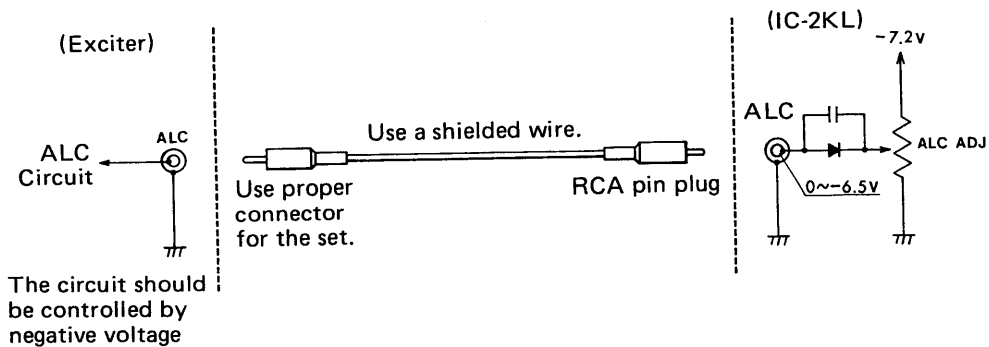 (Exciter)
ALC
ALC
Circuit
The circuit should
be controlled by
negative voltage
Use a shielded wire.
Use proper
connector
for the set.
RCA pin plug
(IC-2KL)
-7.2V
ALC
ALC ADJ
0~-6.5V